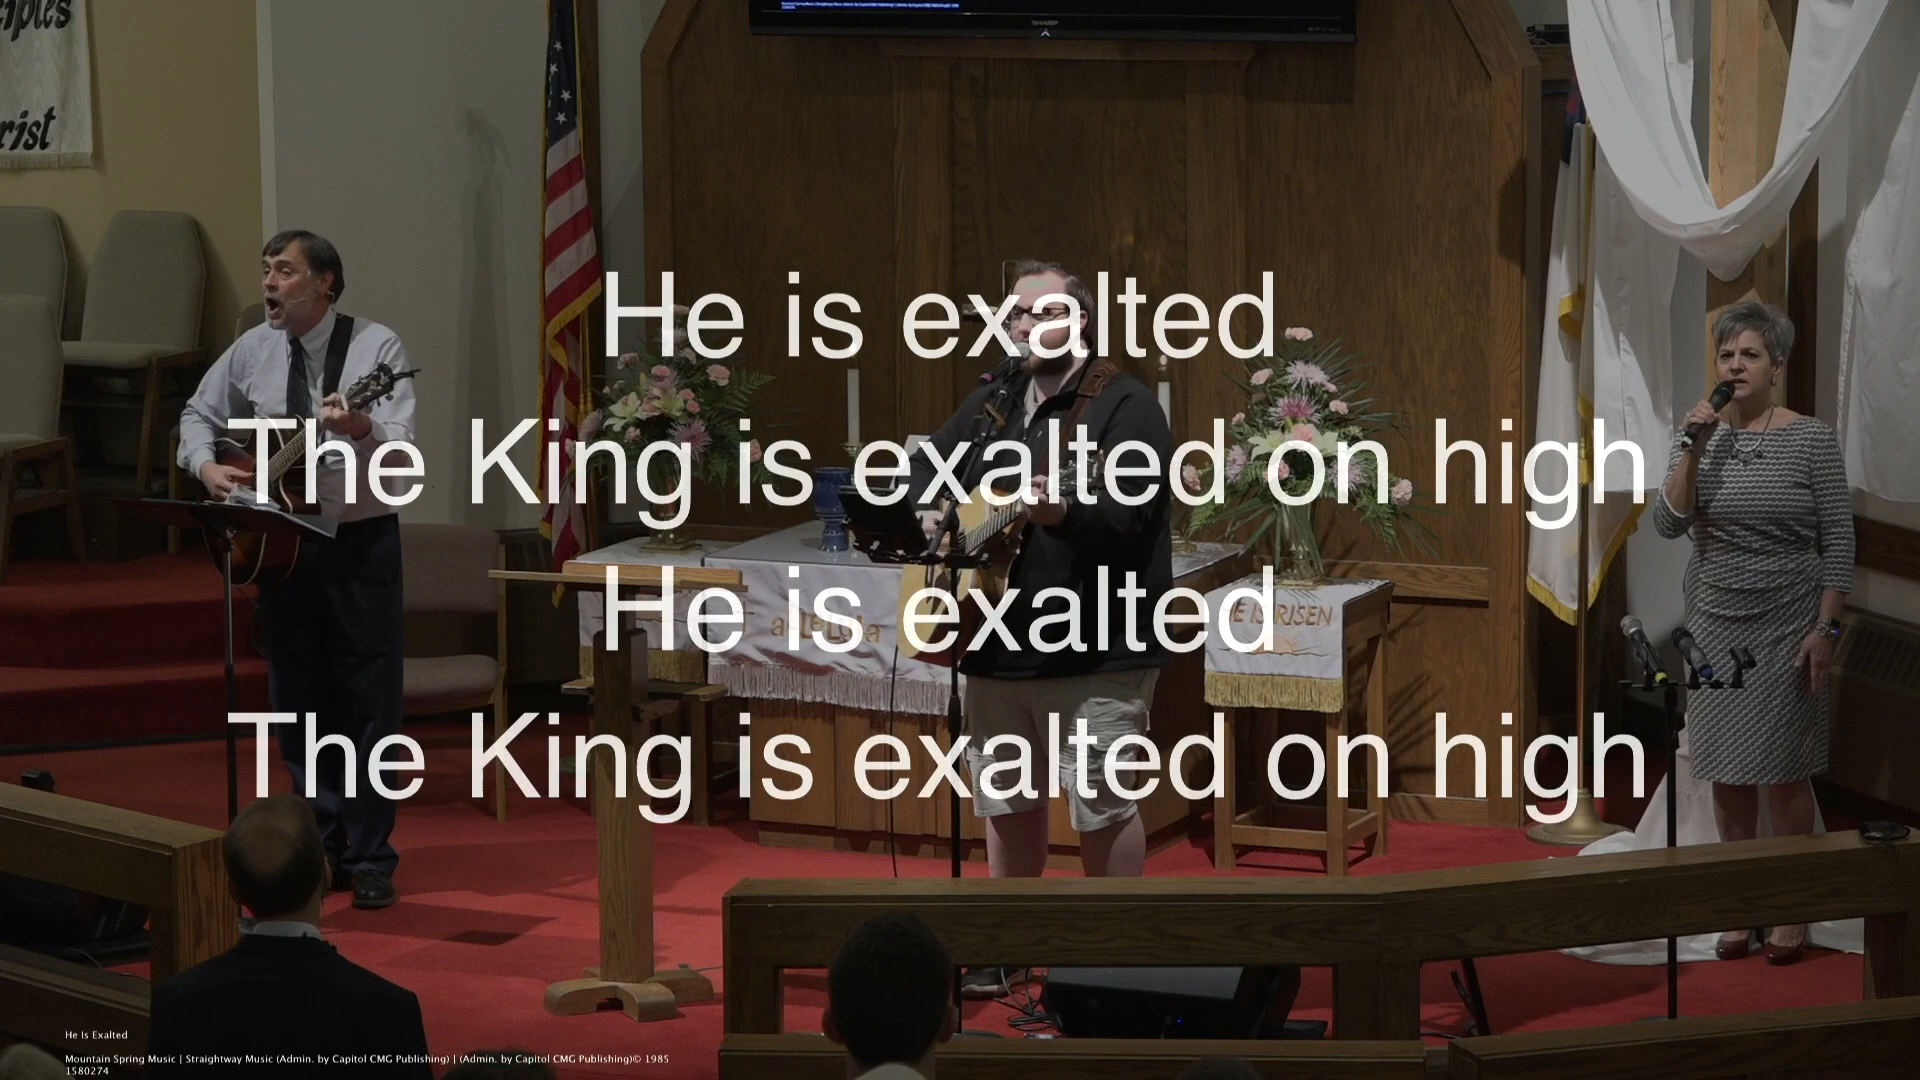 ciples
rist
SHARP
He is exalted
The King is exalted on high
He is exalted
The King is exalted on high
alleluia
HE IS RISEN
He Is Exalted
Mountain Spring Music | Straightway Music (Admin. by Capitol CMG Publishing) | (Admin. by Capitol CMG Publishing)© 1985
1580274